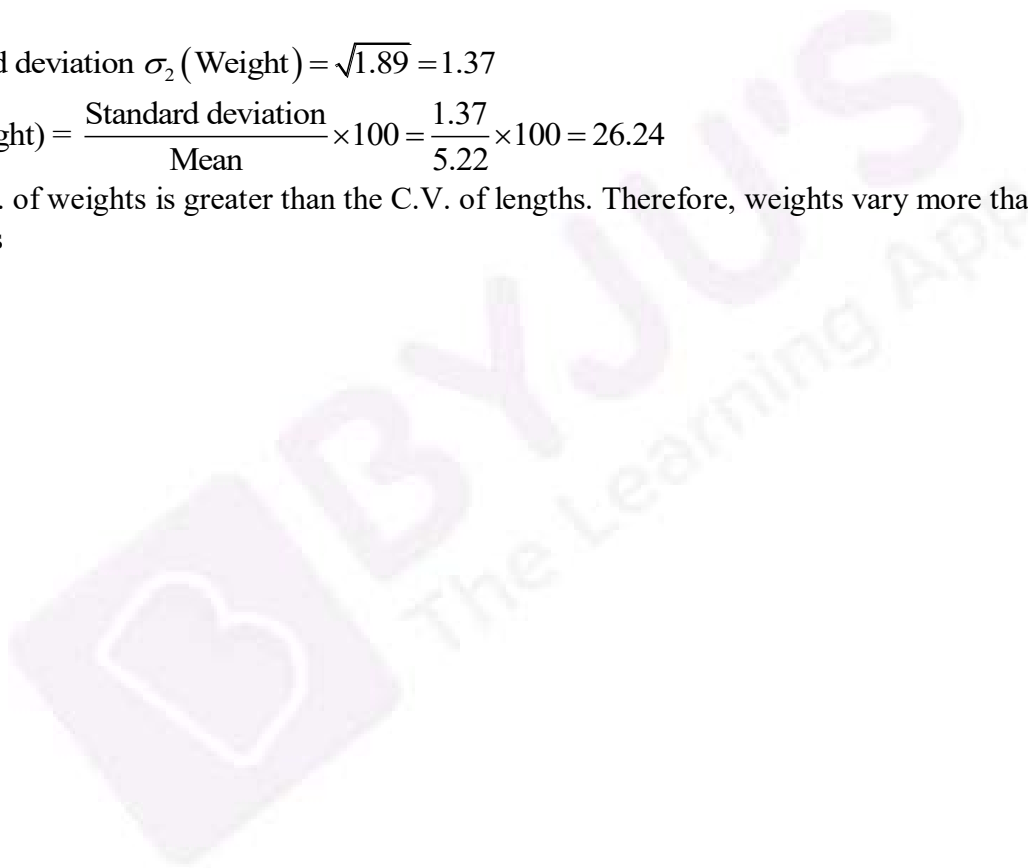 deviation σ₂ (Weight) = √1.89 = 1.37
ght) = Standard deviation / Mean × 100 = 1.37 / 5.22 × 100 = 26.24
. of weights is greater than the C.V. of lengths. Therefore, weights vary more tha
s
BYJU'S
The Learning App